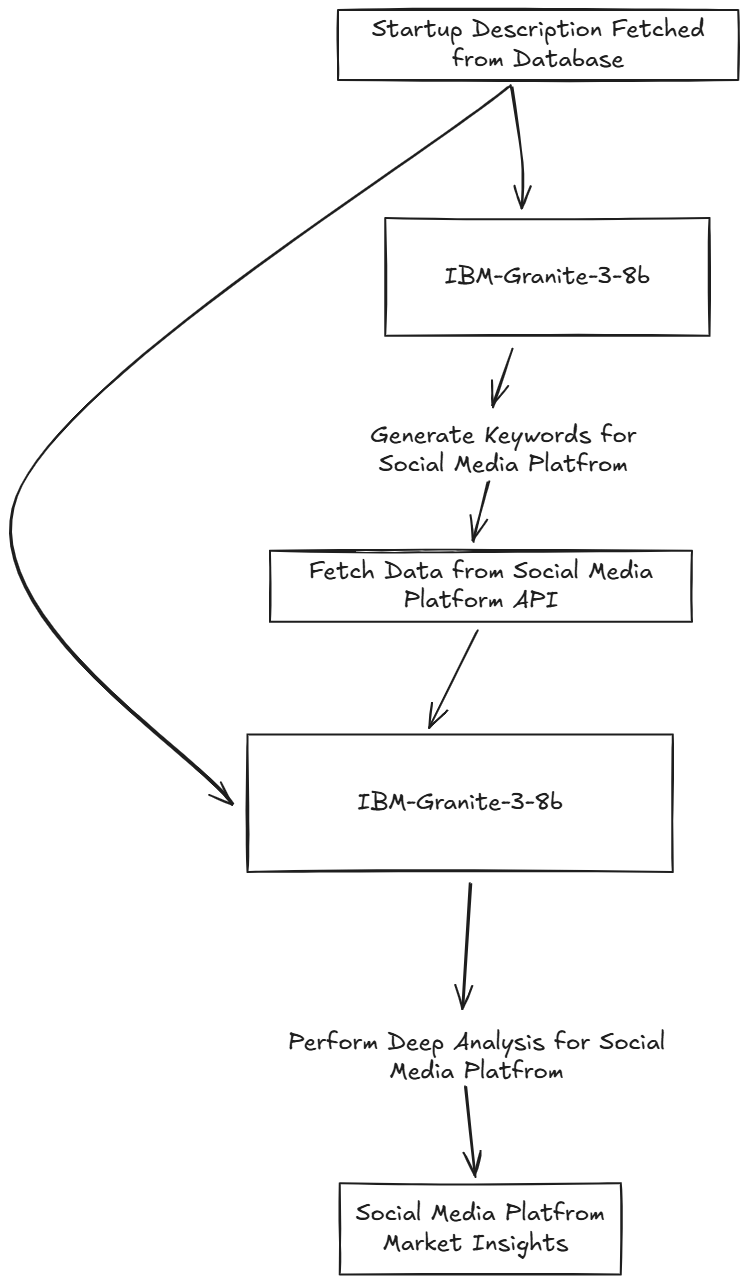 Startup Description Fetched
from Database
IBM-Granite-3-8b
Generate Keywords for
Social Media Platfrom
Fetch Data from Social Media
Platform API
IBM-Granite-3-8b
Perform Deep Analysis for Social
Media Platfrom
Social Media Platfrom
Market Insights